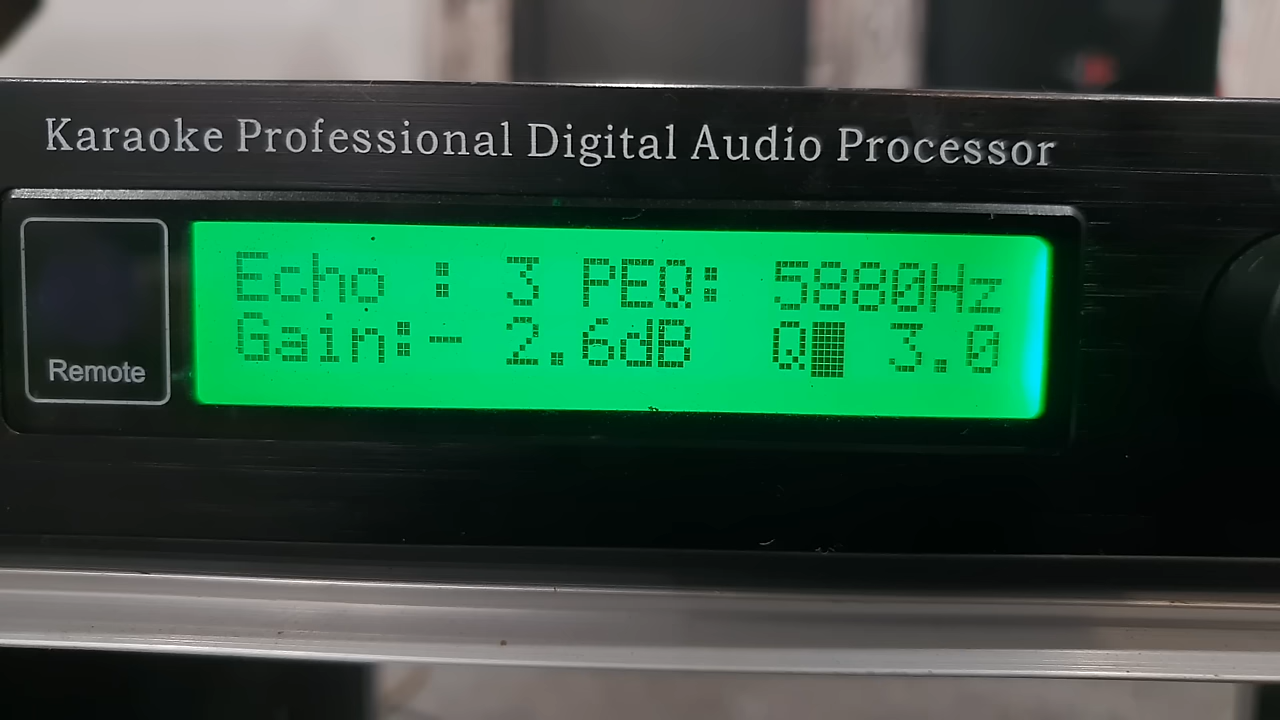 Karaoke Professional Digital Audio Processor
Remote
Echo : 3 PEQ: 5880Hz
Gain:- 2.6dB Q█ 3.0